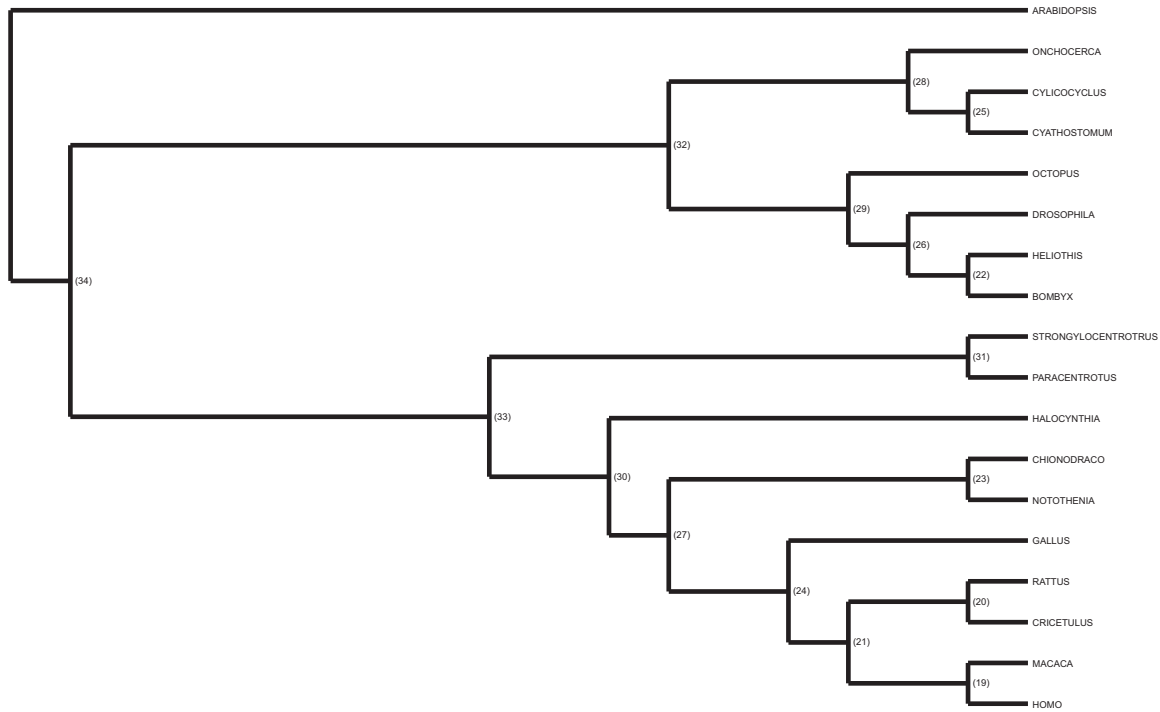 ARABIDOPSIS
ONCHOCERCA
(28)
CYLICOCYCLUS
(25)
CYATHOSTOMUM
(32)
OCTOPUS
(29)
DROSOPHILA
(26)
HELIOTHIS
(22)
(34)
BOMBYX
STRONGYLOCENTROTRUS
(31)
PARACENTROTUS
(33)
HALOCYNTHIA
CHIONODRACO
(30)
(23)
NOTOTHENIA
(27)
GALLUS
RATTUS
(24)
(20)
CRICETULUS
(21)
MACACA
(19)
HOMO